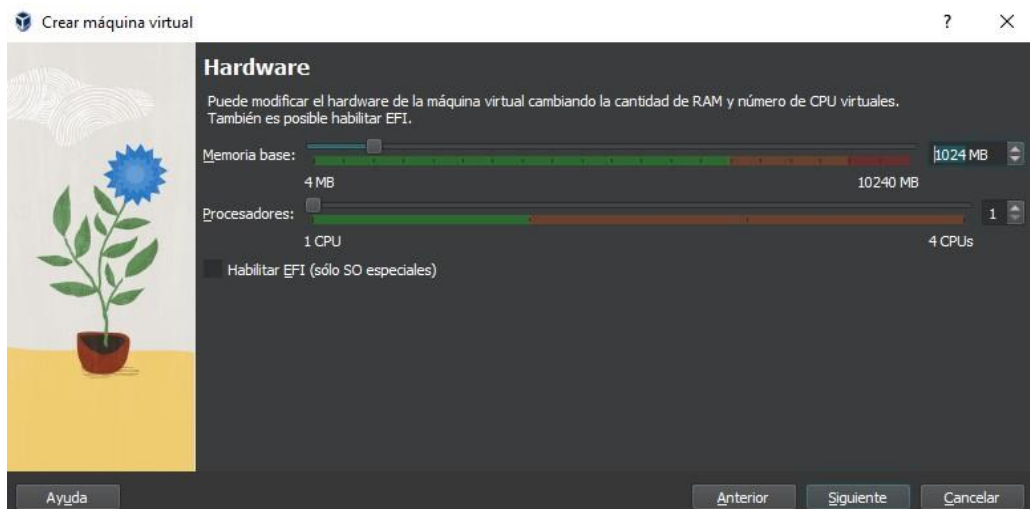 Crear máquina virtual
?
Hardware
Puede modificar el hardware de la máquina virtual cambiando la cantidad de RAM y número de CPU virtuales.
También es posible habilitar EFI.
Memoria base:
1024 MB
4 MB
10240 MB
Procesadores:
1
1 CPU
4 CPUs
Habilitar EFI (sólo SO especiales)
Ayuda
Anterior
Siguiente
Cancelar